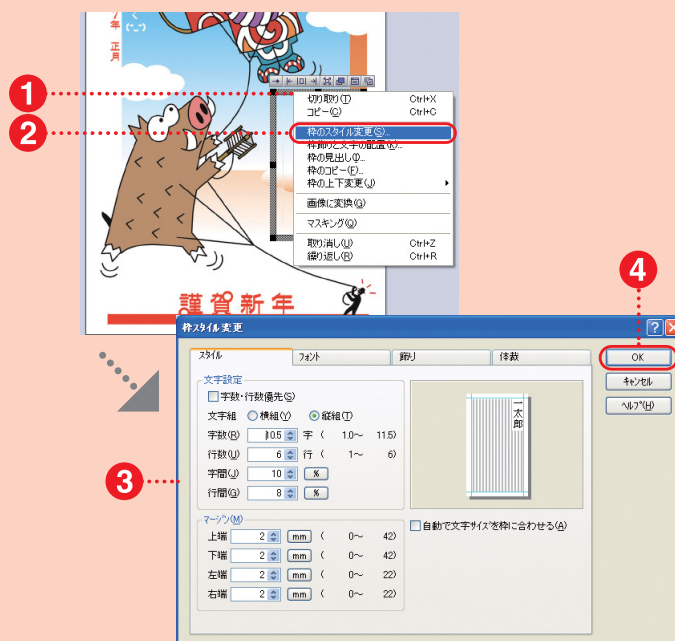 年
正月
1
2
切り取り(T) Ctrl+X
コピー(C) Ctrl+C
枠のスタイル変更(S)...
枠飾りと文字の配置(K)...
枠の見出し(I)...
枠のコピー(F)...
枠の上下変更(J)
画像に変換(G)
マスキング(Q)
取り消し(U) Ctrl+Z
繰り返し(R) Ctrl+R
謹賀新年
4
枠スタイル変更
スタイル フォント 飾り 体裁
OK
キャンセル
ヘルプ(H)
文字設定
字数・行数優先(S)
文字組 横組(Y) 縦組(T)
字数(R) 10.5 字 ( 1.0~ 11.5)
行数(U) 6 行 ( 1~ 6)
字間(J) 10 %
行間(G) 8 %
3
一太郎
マージン(M)
上端 2 mm ( 0~ 42)
下端 2 mm ( 0~ 42)
左端 2 mm ( 0~ 22)
右端 2 mm ( 0~ 22)
自動で文字サイズを枠に合わせる(A)